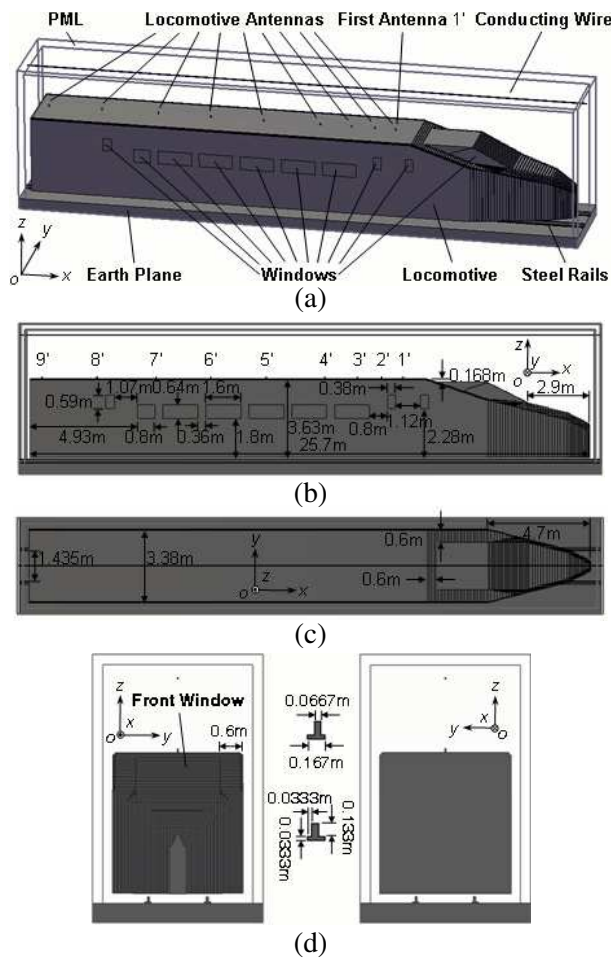 PML
Locomotive Antennas
First Antenna 1'
Conducting Wire
z
y
o
x
Earth Plane
Windows
Locomotive
Steel Rails
(a)
9' 8' 7' 6' 5' 4' 3' 2' 1'
0.168m
z
y
x
o
2.9m
1.07m 0.64m 1.6m
0.38m
0.59m
4.93m
0.8m
0.36m
1.8m
3.63m
25.7m
0.8m
1.12m
2.28m
(b)
1.435m
3.38m
y
z
o
x
0.6m
0.6m
4.7m
(c)
Front Window
z
x
o
y
0.6m
0.0667m
0.167m
0.0333m
0.0333m
0.133m
z
x
y
o
(d)